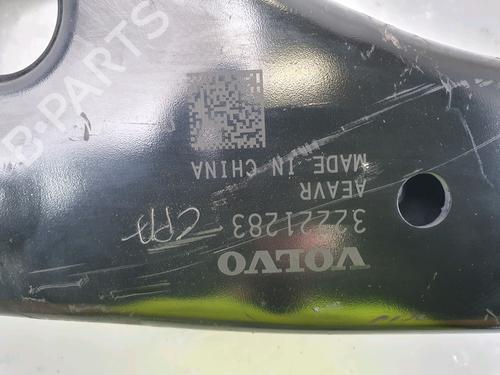 VOLVO
32221283
AEAVR
MADE IN CHINA
B-PARTS